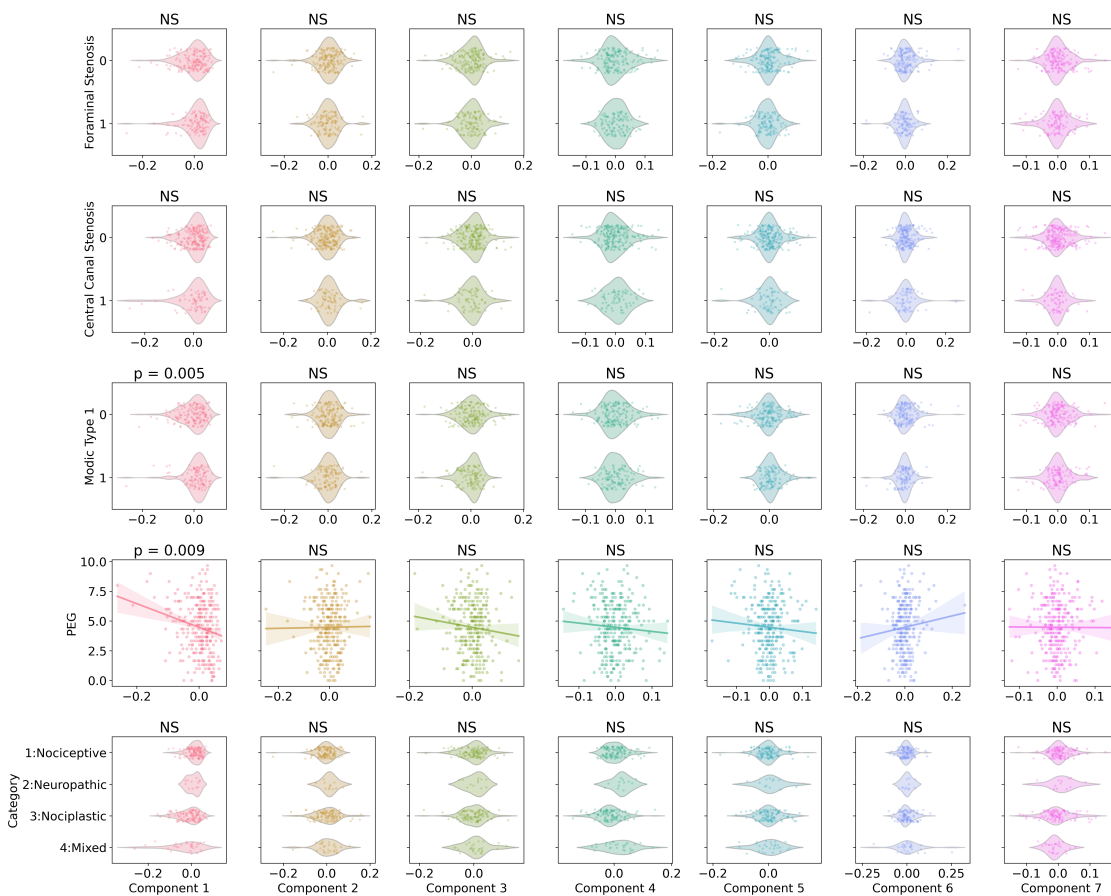 NS NS NS NS NS NS NS
Foraminal Stenosis
0
1
−0.2 0.0 −0.2 0.0 0.2 −0.2 0.0 0.2 −0.1 0.0 0.1 −0.2 0.0 −0.2 0.0 0.2 −0.1 0.0 0.1
NS NS NS NS NS NS NS
Central Canal Stenosis
0
1
−0.2 0.0 −0.2 0.0 0.2 −0.2 0.0 −0.1 0.0 0.1 0.2 −0.2 0.0 −0.2 0.0 0.2 −0.1 0.0 0.1
p = 0.005 NS NS NS NS NS NS
Modic Type 1
0
1
−0.2 0.0 −0.2 0.0 0.2 −0.2 0.0 −0.1 0.0 0.1 −0.2 0.0 −0.2 0.0 0.2 −0.1 0.0 0.1
p = 0.009 NS NS NS NS NS NS
PEG
10.0
7.5
5.0
2.5
0.0
−0.2 0.0 −0.2 0.0 −0.2 0.0 −0.1 0.0 0.1 −0.1 0.0 0.1 −0.2 0.0 0.2 −0.1 0.0 0.1
NS NS NS NS NS NS NS
Category
1:Nociceptive
2:Neuropathic
3:Nociplastic
4:Mixed
−0.2 0.0 −0.2 0.0 0.2 −0.2 0.0 0.2 −0.2 0.0 0.2 −0.2 0.0 −0.25 0.00 0.25 −0.1 0.0 0.1
Component 1 Component 2 Component 3 Component 4 Component 5 Component 6 Component 7